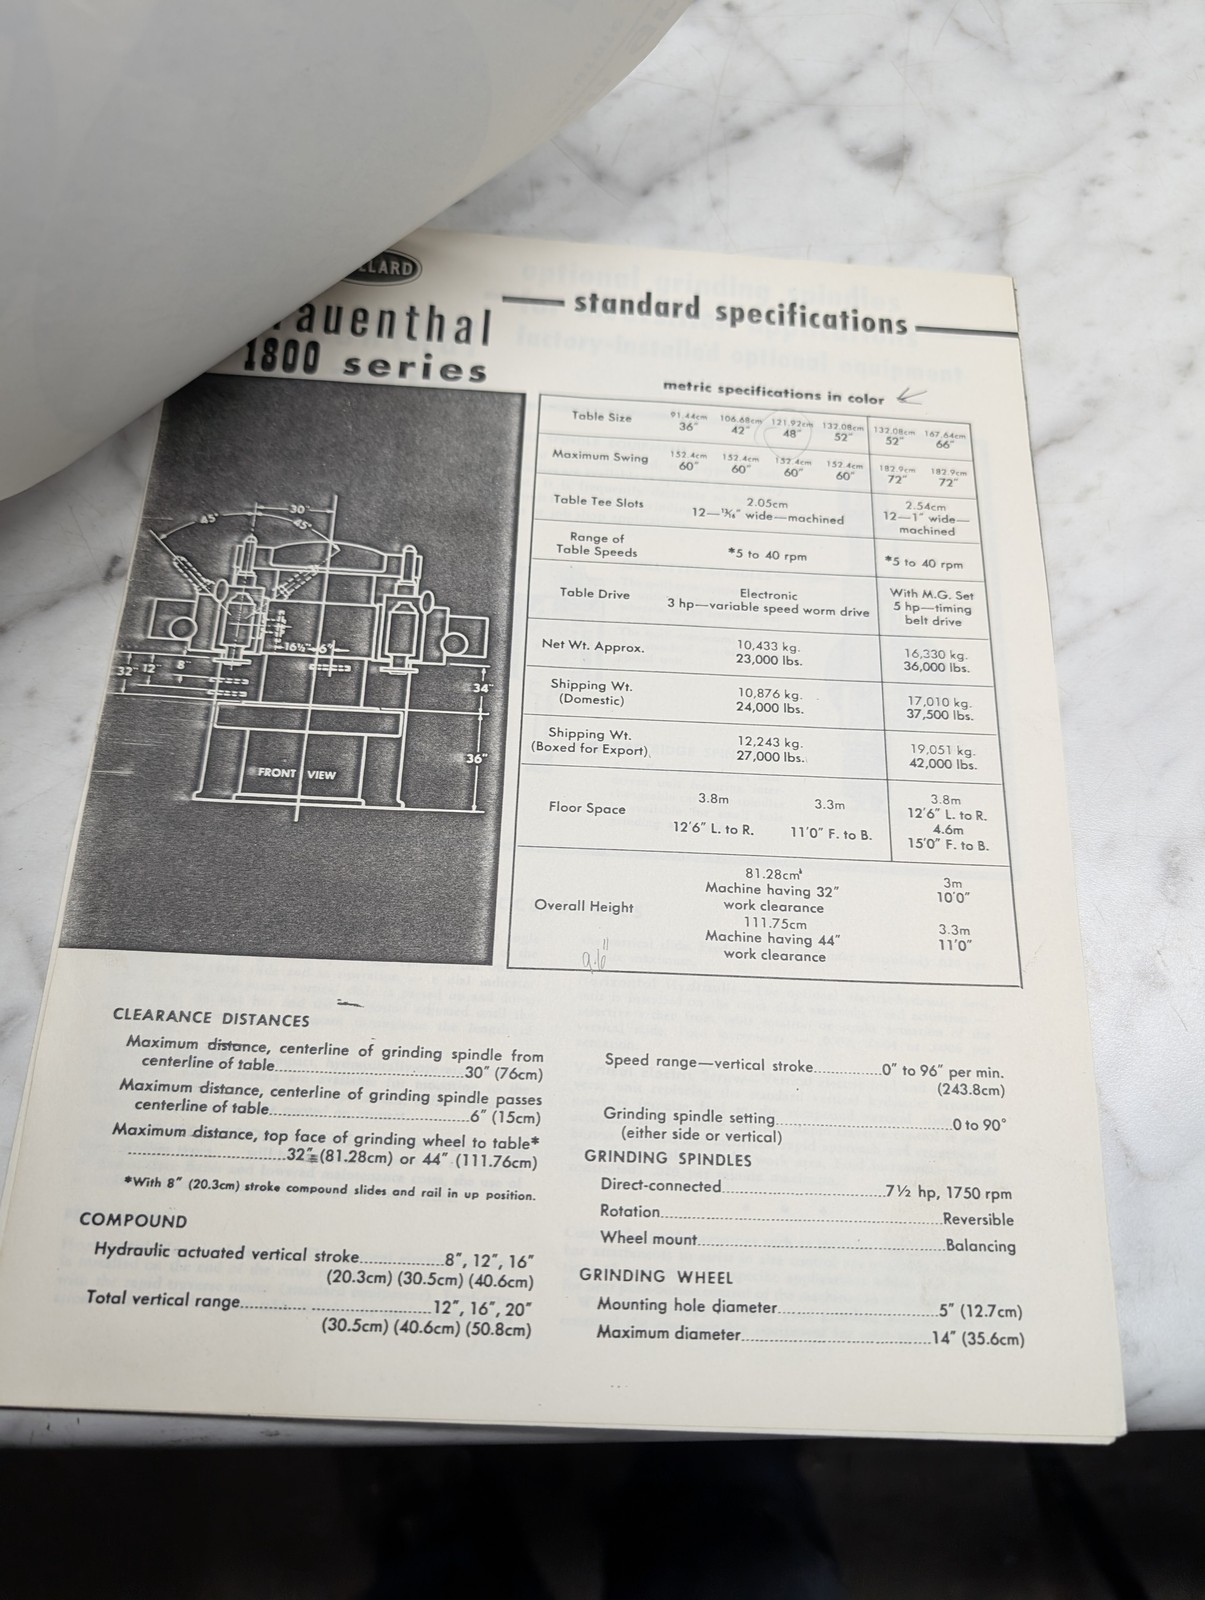 LLARD
rauenthal
1800 series
standard specifications
metric specifications in color
Table Size
91.44cm 106.68cm 121.92cm 132.08cm 132.08cm 167.64cm
36" 42" 48" 52" 52" 66"
Maximum Swing
152.4cm 152.4cm 152.4cm 152.4cm 182.9cm 182.9cm
60" 60" 60" 60" 72" 72"
Table Tee Slots
2.05cm
12—13/16" wide—machined
2.54cm
12—1" wide—
machined
Range of
Table Speeds
*5 to 40 rpm
*5 to 40 rpm
Table Drive
Electronic
3 hp—variable speed worm drive
With M.G. Set
5 hp—timing
belt drive
Net Wt. Approx.
10,433 kg.
23,000 lbs.
16,330 kg.
36,000 lbs.
Shipping Wt.
(Domestic)
10,876 kg.
24,000 lbs.
17,010 kg.
37,500 lbs.
Shipping Wt.
(Boxed for Export)
12,243 kg.
27,000 lbs.
19,051 kg.
42,000 lbs.
Floor Space
3.8m 3.3m
12'6" L. to R. 11'0" F. to B.
3.8m
12'6" L. to R.
4.6m
15'0" F. to B.
Overall Height
81.28cm
Machine having 32"
work clearance
111.75cm
Machine having 44"
work clearance
3m
10'0"
3.3m
11'0"
30"
45°
45°
16½" 6"
32" 12" 8"
34"
36"
FRONT VIEW
CLEARANCE DISTANCES
Maximum distance, centerline of grinding spindle from
centerline of table..........30" (76cm)
Maximum distance, centerline of grinding spindle passes
centerline of table..........6" (15cm)
Maximum distance, top face of grinding wheel to table*
..........32" (81.28cm) or 44" (111.76cm)
*With 8" (20.3cm) stroke compound slides and rail in up position.
COMPOUND
Hydraulic actuated vertical stroke..........8", 12", 16"
(20.3cm) (30.5cm) (40.6cm)
Total vertical range..........12", 16", 20"
(30.5cm) (40.6cm) (50.8cm)
Speed range—vertical stroke..........0" to 96" per min.
(243.8cm)
Grinding spindle setting..........0 to 90°
(either side or vertical)
GRINDING SPINDLES
Direct-connected..........7½ hp, 1750 rpm
Rotation..........Reversible
Wheel mount..........Balancing
GRINDING WHEEL
Mounting hole diameter..........5" (12.7cm)
Maximum diameter..........14" (35.6cm)